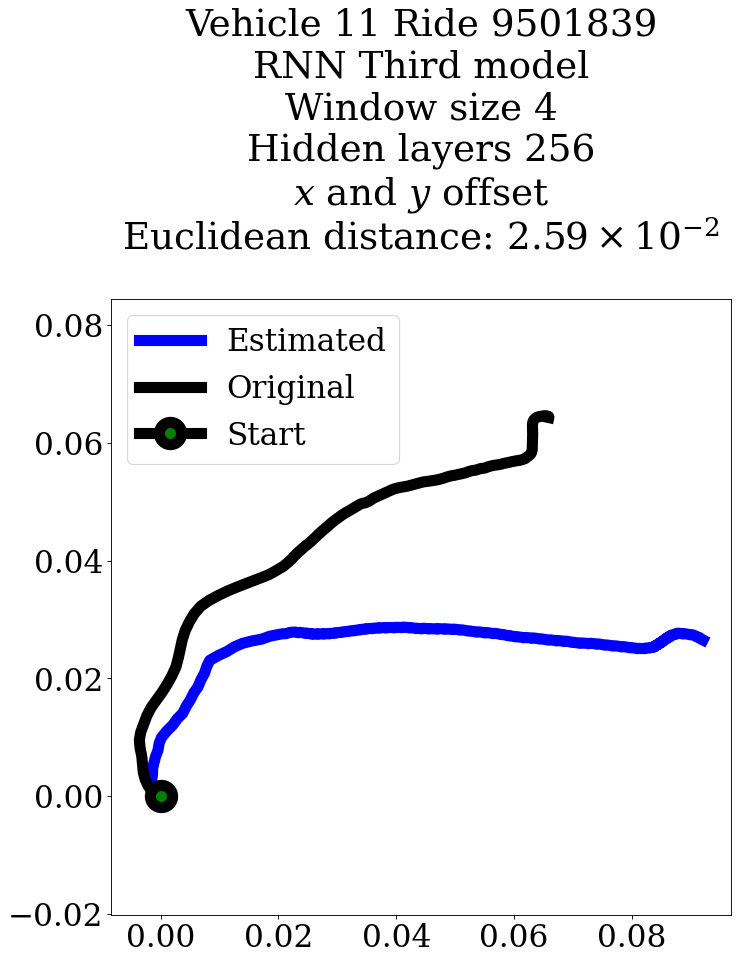 Vehicle 11 Ride 9501839
RNN Third model
Window size 4
Hidden layers 256
x and y offset
Euclidean distance: 2.59 × 10⁻²
Estimated
Original
Start
0.08
0.06
0.04
0.02
0.00
−0.02
0.00 0.02 0.04 0.06 0.08